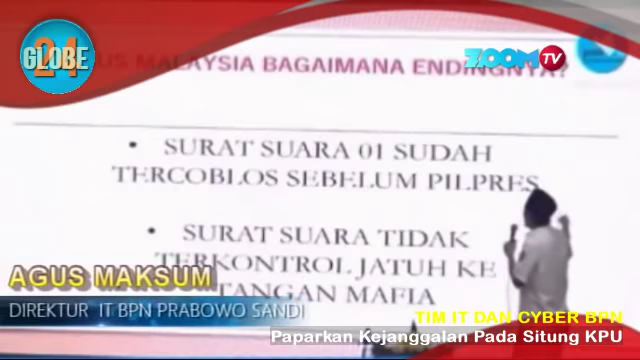 24
GLOBE
ZOOM TV
US MALAYSIA BAGAIMANA ENDINGNYA?
• SURAT SUARA 01 SUDAH
TERCOBLOS SEBELUM PILPRES
• SURAT SUARA TIDAK
TERKONTROL JATUH KE
TANGAN MAFIA
AGUS MAKSUM
DIREKTUR IT BPN PRABOWO SANDI
TIM IT DAN CYBER BPN
Paparkan Kejanggalan Pada Situng KPU